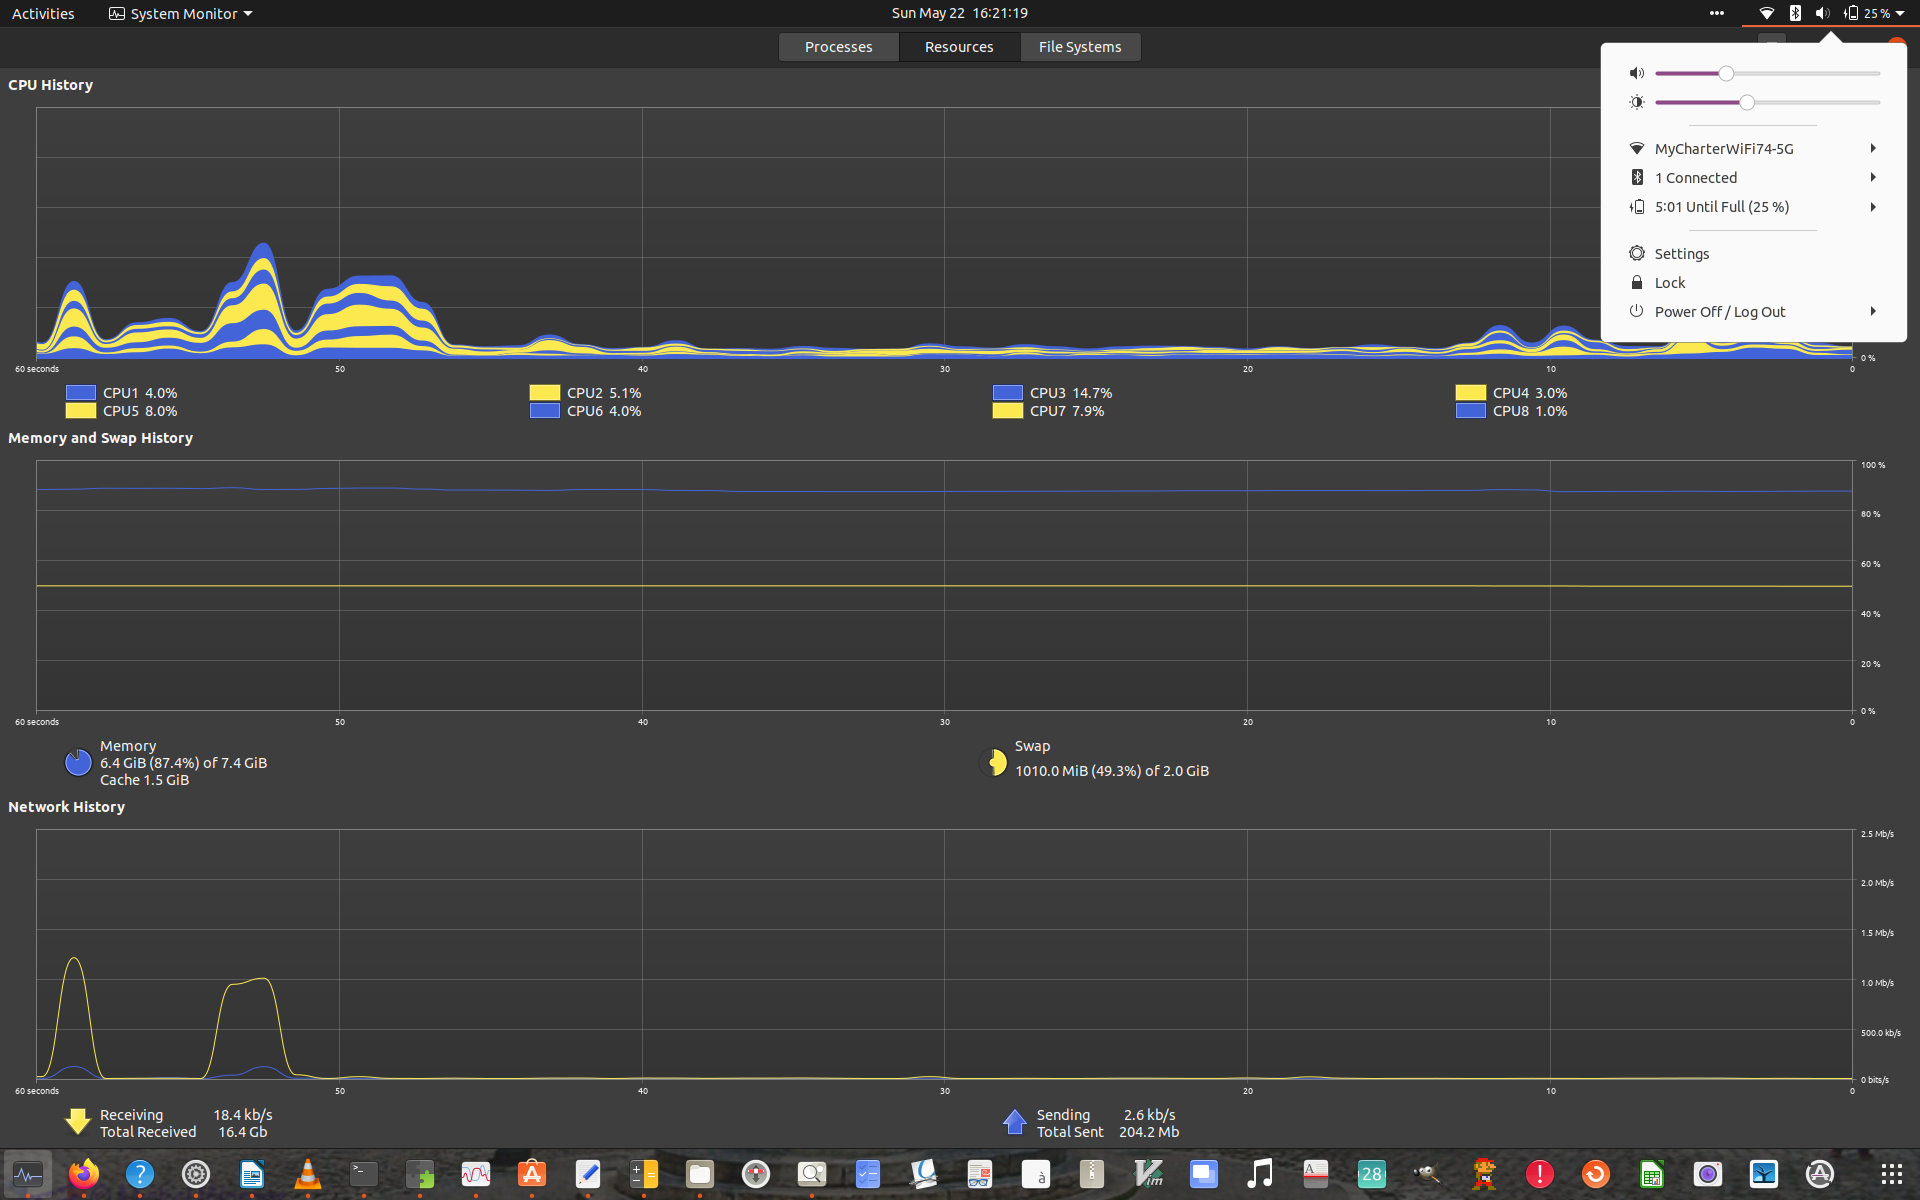 Activities System Monitor Sun May 22 16:21:19 25 %
Processes Resources File Systems
CPU History
MyCharterWiFi74-5G
1 Connected
5:01 Until Full (25 %)
Settings
Lock
Power Off / Log Out
0 %
60 seconds 50 40 30 20 10 0
CPU1 4.0% CPU2 5.1% CPU3 14.7% CPU4 3.0%
CPU5 8.0% CPU6 4.0% CPU7 7.9% CPU8 1.0%
Memory and Swap History
100 %
80 %
60 %
40 %
20 %
0 %
60 seconds 50 40 30 20 10 0
Memory
6.4 GiB (87.4%) of 7.4 GiB
Cache 1.5 GiB
Swap
1010.0 MiB (49.3%) of 2.0 GiB
Network History
2.5 Mb/s
2.0 Mb/s
1.5 Mb/s
1.0 Mb/s
500.0 kb/s
0 bits/s
60 seconds 50 40 30 20 10 0
Receiving 18.4 kb/s
Total Received 16.4 Gb
Sending 2.6 kb/s
Total Sent 204.2 Mb
? >_ à Vim A 28 !